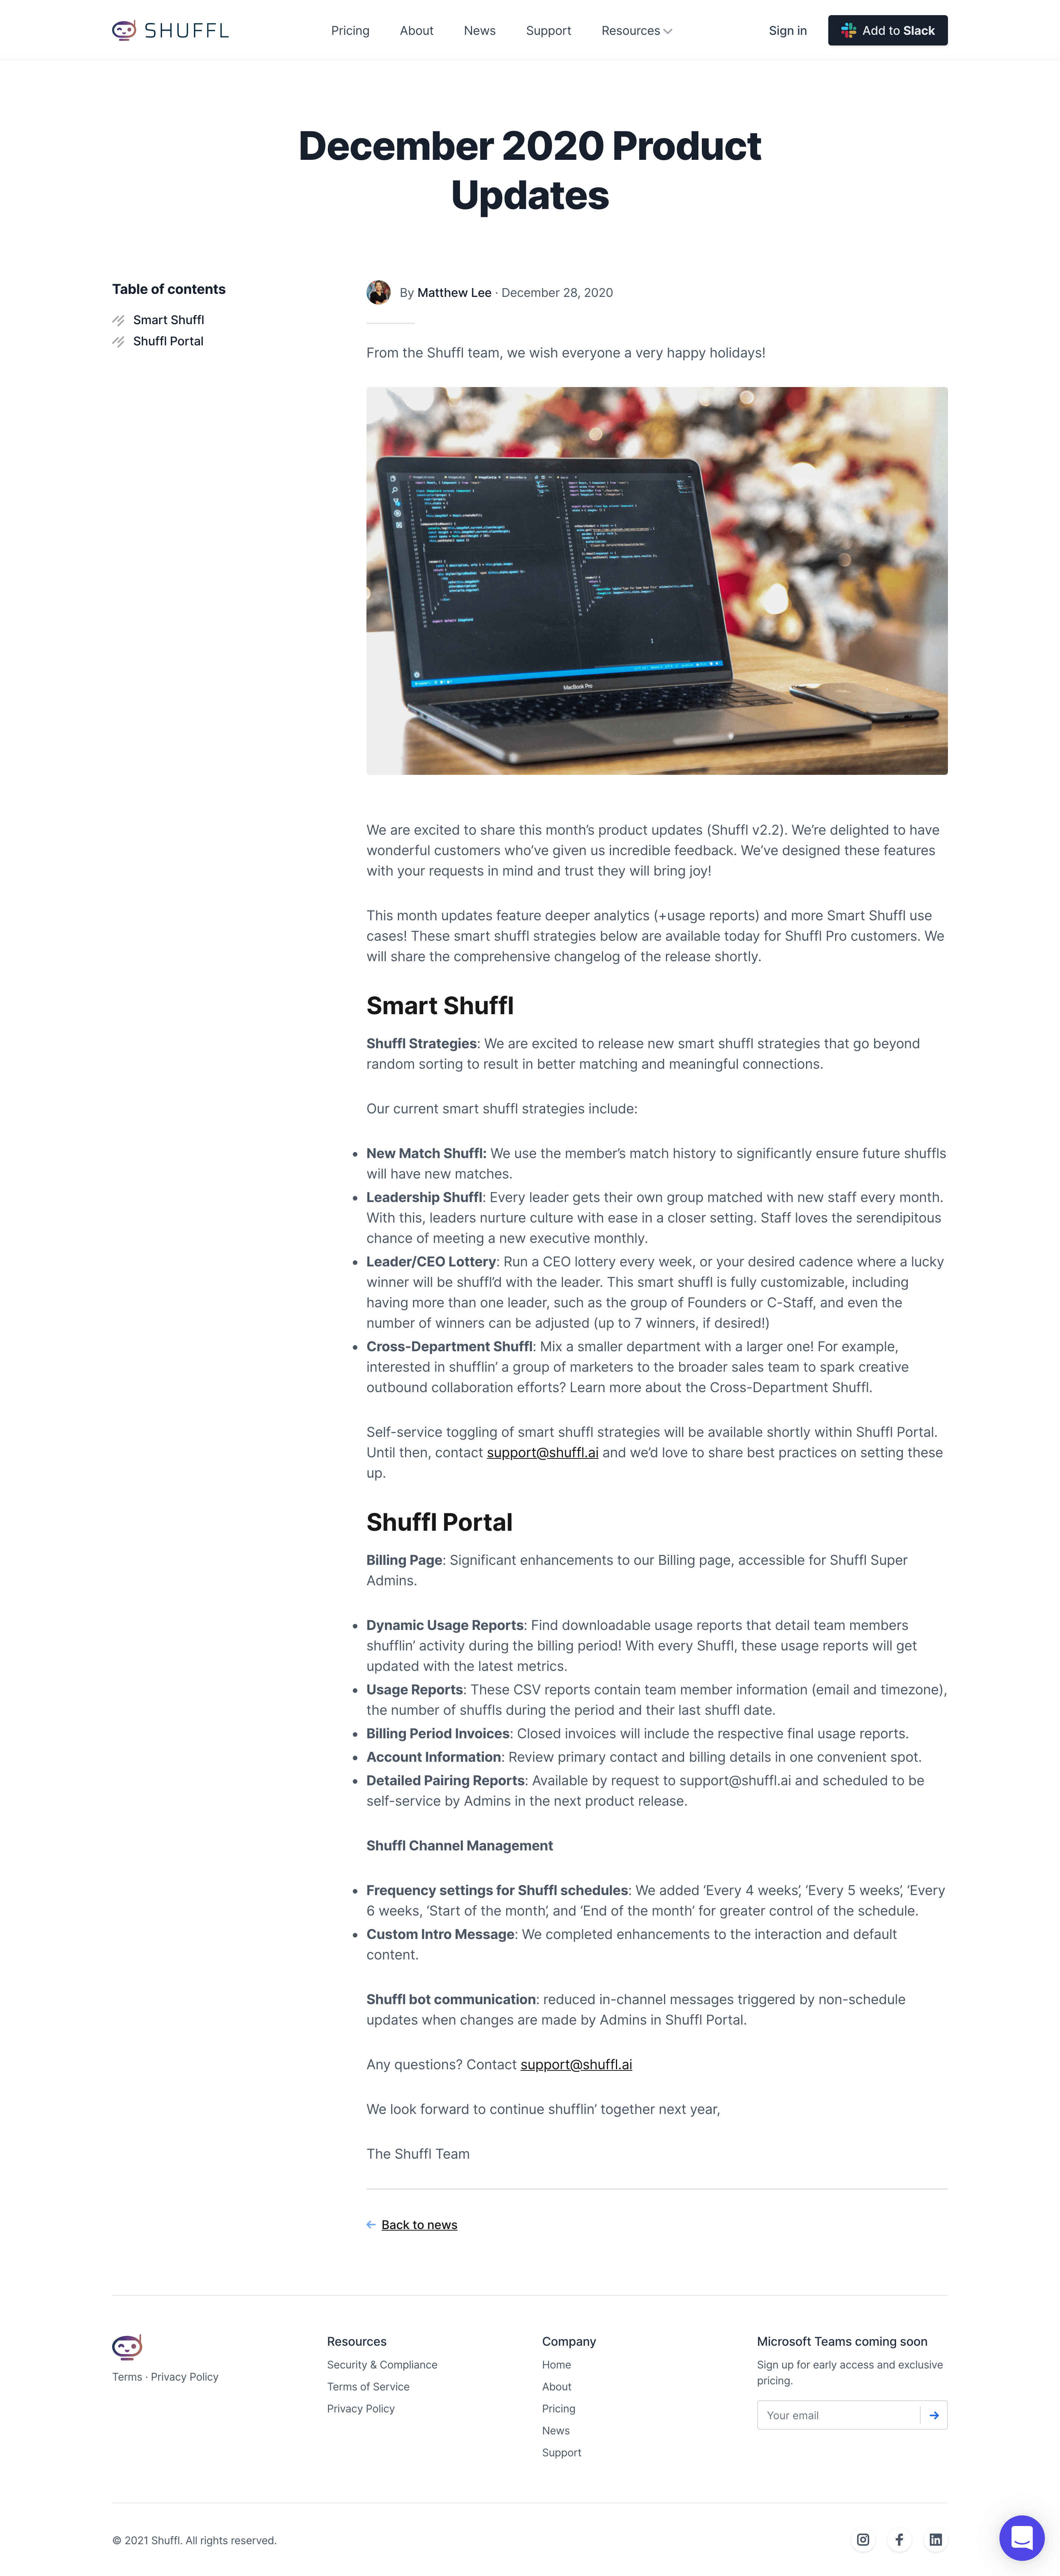 SHUFFL
Pricing
About
News
Support
Resources
Sign in
Add to Slack
December 2020 Product
Updates
Table of contents
Smart Shuffl
Shuffl Portal
By Matthew Lee · December 28, 2020
From the Shuffl team, we wish everyone a very happy holidays!
MacBook Pro
We are excited to share this month’s product updates (Shuffl v2.2). We’re delighted to have
wonderful customers who’ve given us incredible feedback. We’ve designed these features
with your requests in mind and trust they will bring joy!
This month updates feature deeper analytics (+usage reports) and more Smart Shuffl use
cases! These smart shuffl strategies below are available today for Shuffl Pro customers. We
will share the comprehensive changelog of the release shortly.
Smart Shuffl
Shuffl Strategies: We are excited to release new smart shuffl strategies that go beyond
random sorting to result in better matching and meaningful connections.
Our current smart shuffl strategies include:
• New Match Shuffl: We use the member’s match history to significantly ensure future shuffls
will have new matches.
• Leadership Shuffl: Every leader gets their own group matched with new staff every month.
With this, leaders nurture culture with ease in a closer setting. Staff loves the serendipitous
chance of meeting a new executive monthly.
• Leader/CEO Lottery: Run a CEO lottery every week, or your desired cadence where a lucky
winner will be shuffl’d with the leader. This smart shuffl is fully customizable, including
having more than one leader, such as the group of Founders or C-Staff, and even the
number of winners can be adjusted (up to 7 winners, if desired!)
• Cross-Department Shuffl: Mix a smaller department with a larger one! For example,
interested in shufflin’ a group of marketers to the broader sales team to spark creative
outbound collaboration efforts? Learn more about the Cross-Department Shuffl.
Self-service toggling of smart shuffl strategies will be available shortly within Shuffl Portal.
Until then, contact support@shuffl.ai and we’d love to share best practices on setting these
up.
Shuffl Portal
Billing Page: Significant enhancements to our Billing page, accessible for Shuffl Super
Admins.
• Dynamic Usage Reports: Find downloadable usage reports that detail team members
shufflin’ activity during the billing period! With every Shuffl, these usage reports will get
updated with the latest metrics.
• Usage Reports: These CSV reports contain team member information (email and timezone),
the number of shuffls during the period and their last shuffl date.
• Billing Period Invoices: Closed invoices will include the respective final usage reports.
• Account Information: Review primary contact and billing details in one convenient spot.
• Detailed Pairing Reports: Available by request to support@shuffl.ai and scheduled to be
self-service by Admins in the next product release.
Shuffl Channel Management
• Frequency settings for Shuffl schedules: We added ‘Every 4 weeks’, ‘Every 5 weeks’, ‘Every
6 weeks, ‘Start of the month’, and ‘End of the month’ for greater control of the schedule.
• Custom Intro Message: We completed enhancements to the interaction and default
content.
Shuffl bot communication: reduced in-channel messages triggered by non-schedule
updates when changes are made by Admins in Shuffl Portal.
Any questions? Contact support@shuffl.ai
We look forward to continue shufflin’ together next year,
The Shuffl Team
← Back to news
Terms · Privacy Policy
Resources
Security & Compliance
Terms of Service
Privacy Policy
Company
Home
About
Pricing
News
Support
Microsoft Teams coming soon
Sign up for early access and exclusive
pricing.
Your email
© 2021 Shuffl. All rights reserved.